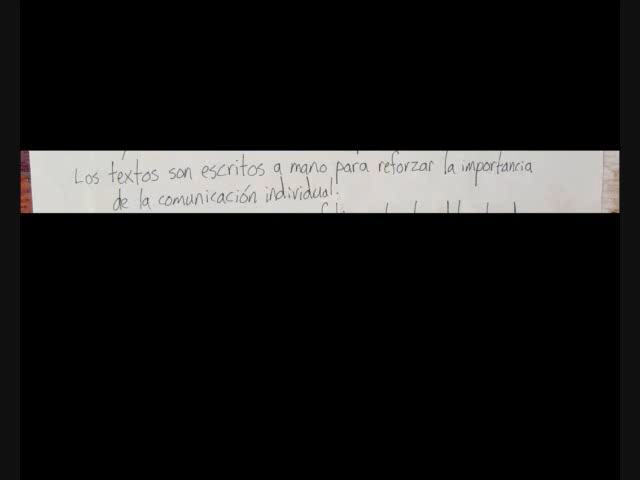 Los textos son escritos a mano para reforzar la importancia
de la comunicación individual.